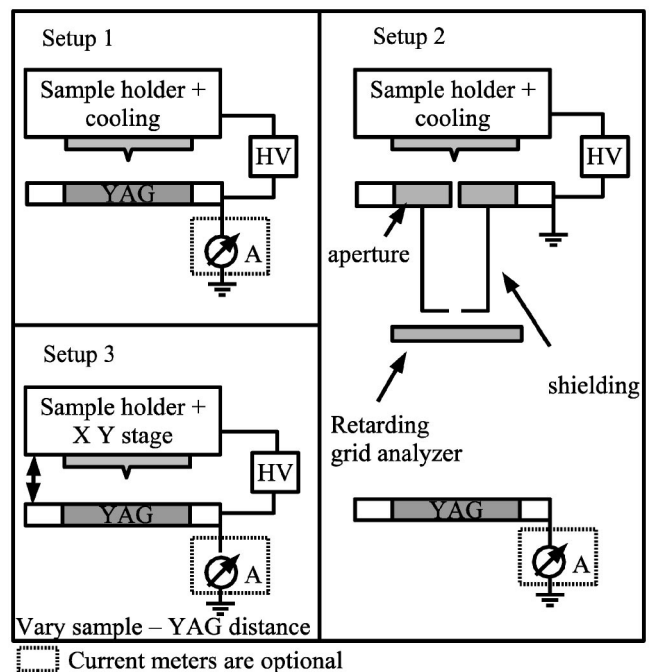 Setup 1
Sample holder +
cooling
HV
YAG
A
Setup 2
Sample holder +
cooling
HV
aperture
shielding
Retarding
grid analyzer
YAG
A
Setup 3
Sample holder +
X Y stage
HV
YAG
A
Vary sample – YAG distance
Current meters are optional